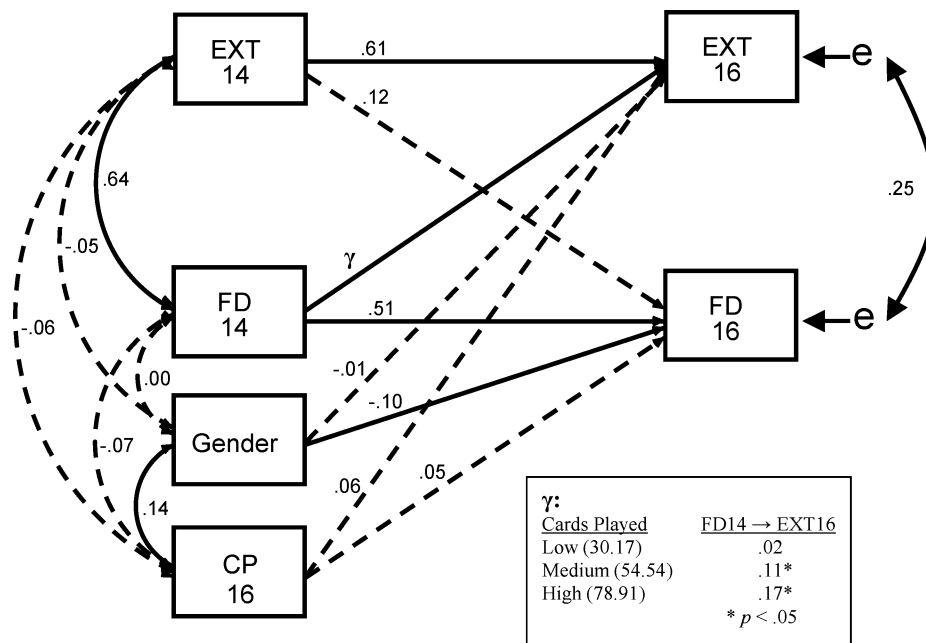 EXT
14
EXT
16
e
.61
.12
.64
-.05
-.06
γ
.25
FD
14
FD
16
e
.51
.00
-.01
-.10
-.07
Gender
.14
.06
.05
CP
16
γ:
Cards Played FD14 → EXT16
Low (30.17) .02
Medium (54.54) .11*
High (78.91) .17*
* p < .05